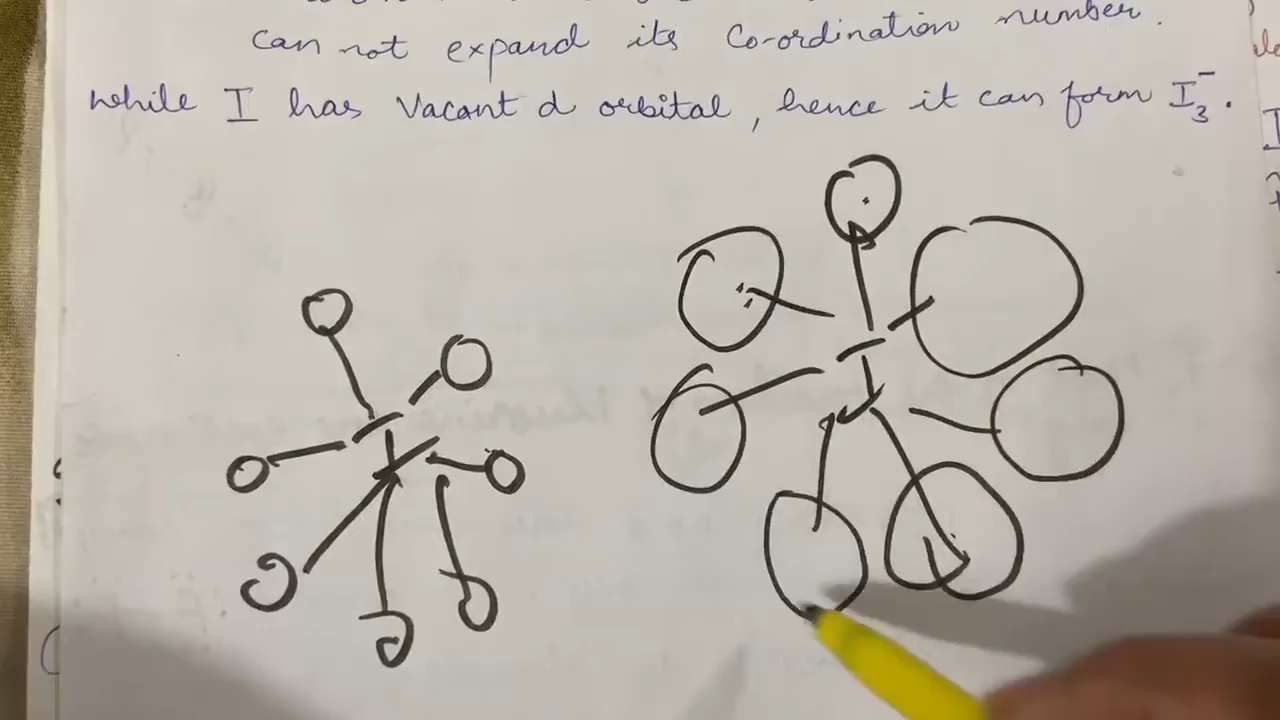 can not expand its Co-ordination number.
while I has Vacant d orbital, hence it can form I₃⁻.
I
I